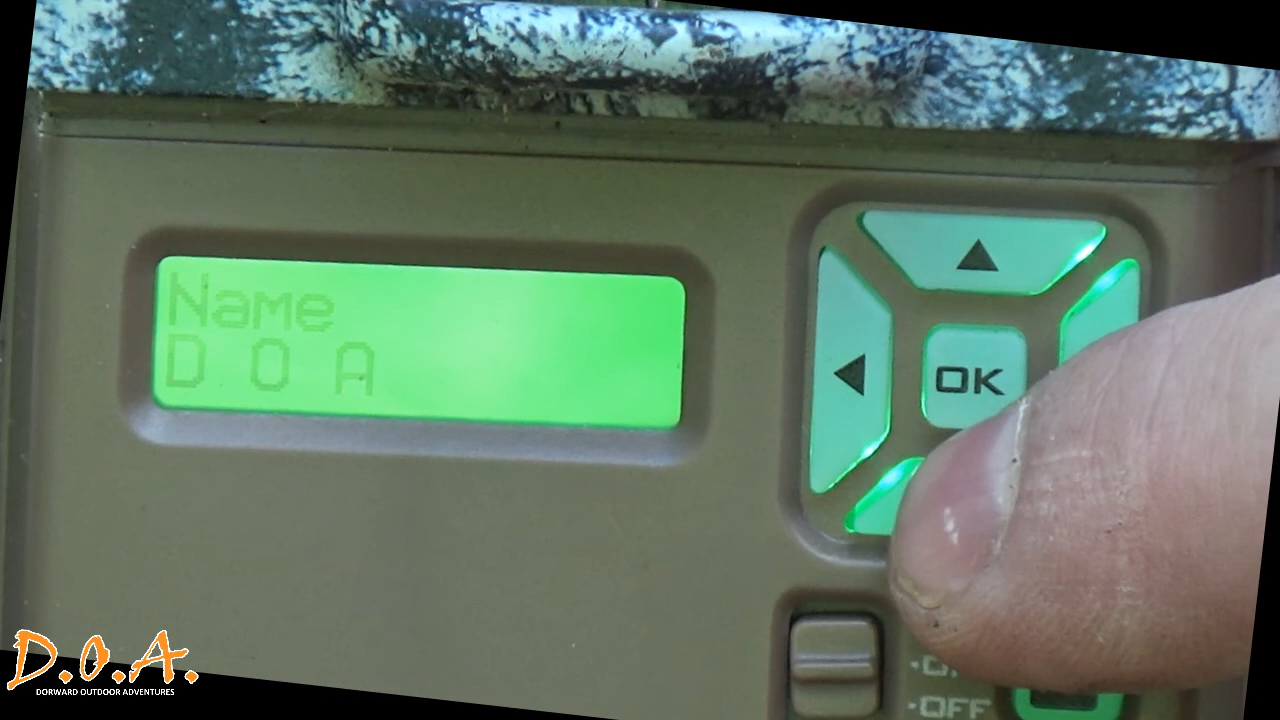 Name
D O A
OK
-OFF
D.O.A.
DORWARD OUTDOOR ADVENTURES